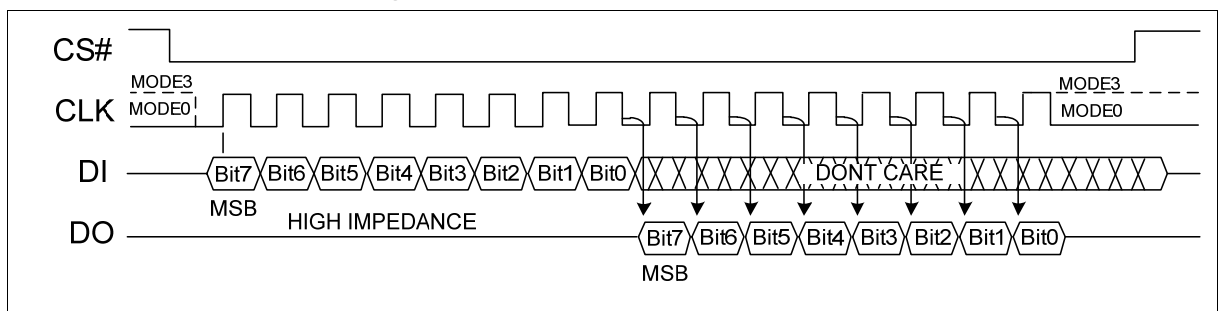 CS#
MODE3 MODE3
CLK MODE0 MODE0
DI Bit7 Bit6 Bit5 Bit4 Bit3 Bit2 Bit1 Bit0 DONT CARE
MSB
DO HIGH IMPEDANCE Bit7 Bit6 Bit5 Bit4 Bit3 Bit2 Bit1 Bit0
MSB